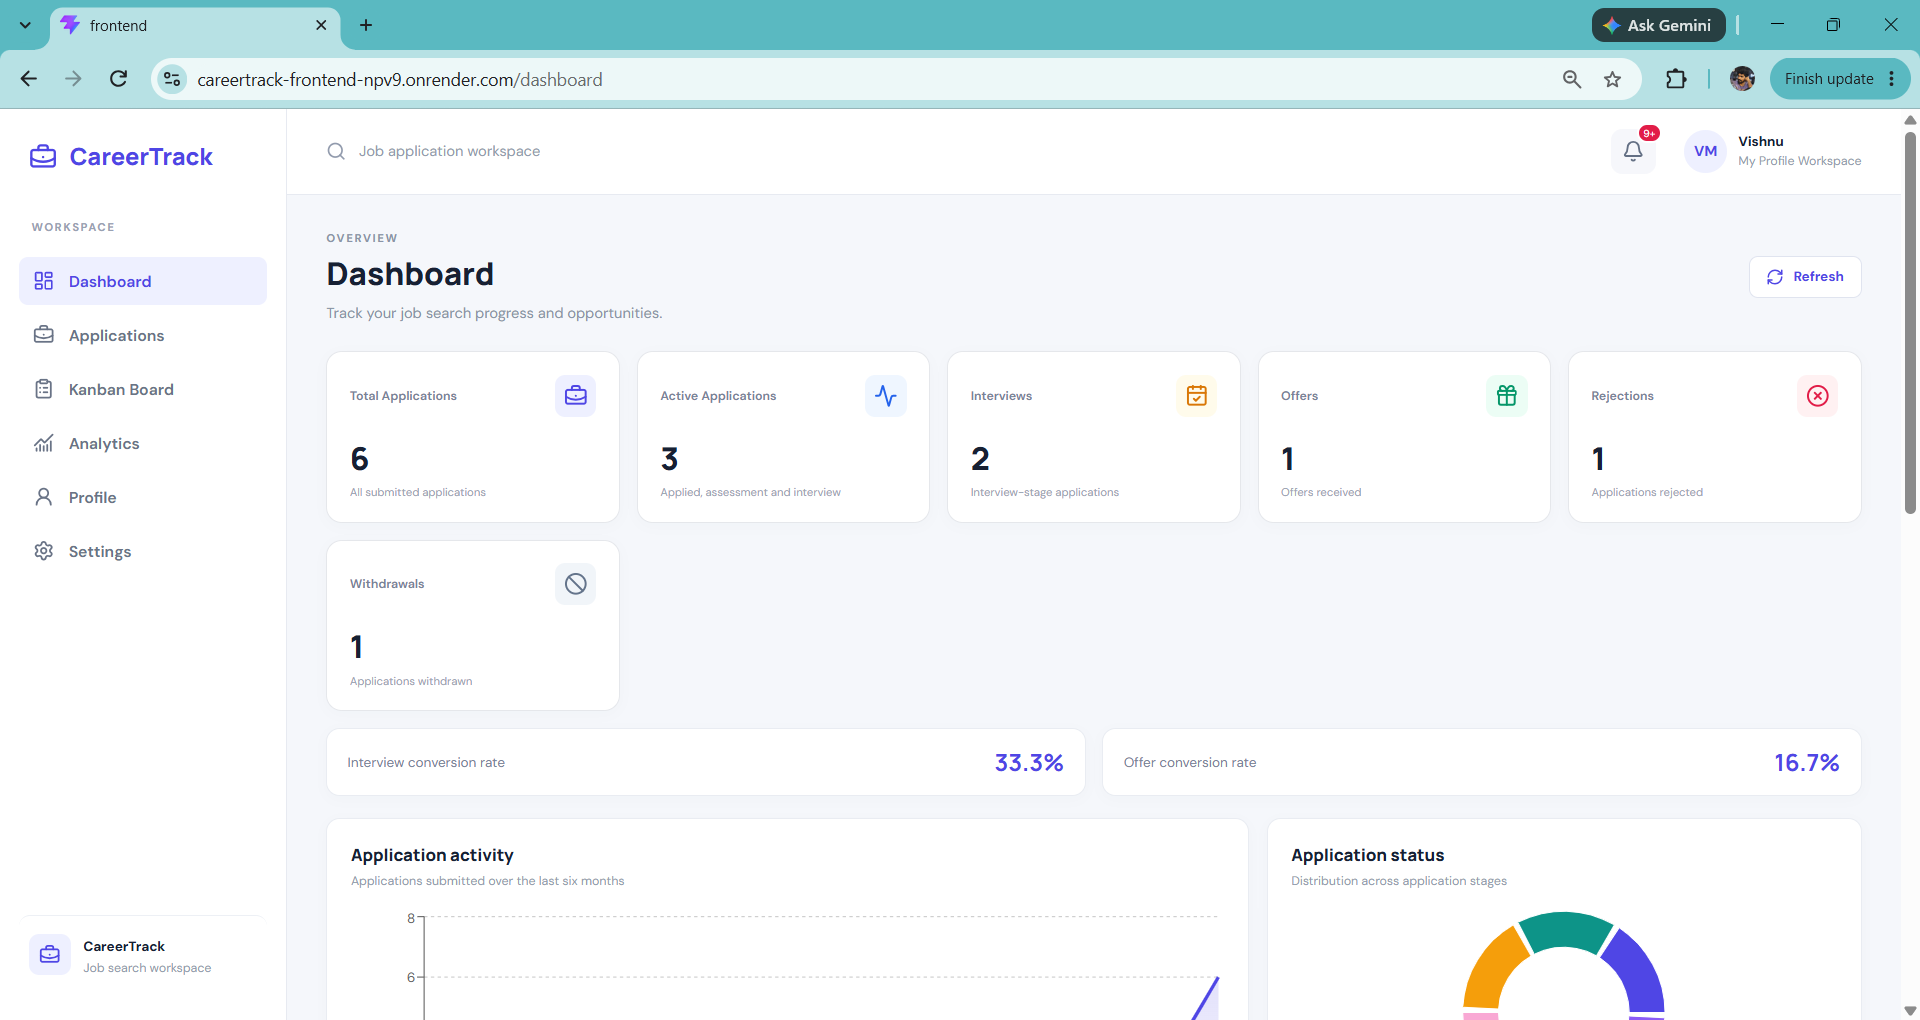 frontend
Ask Gemini
careertrack-frontend-npv9.onrender.com/dashboard
Finish update
CareerTrack
Job application workspace
9+
VM
Vishnu
My Profile Workspace
WORKSPACE
Dashboard
Applications
Kanban Board
Analytics
Profile
Settings
CareerTrack
Job search workspace
OVERVIEW
Dashboard
Track your job search progress and opportunities.
Refresh
Total Applications
6
All submitted applications
Active Applications
3
Applied, assessment and interview
Interviews
2
Interview-stage applications
Offers
1
Offers received
Rejections
1
Applications rejected
Withdrawals
1
Applications withdrawn
Interview conversion rate
33.3%
Offer conversion rate
16.7%
Application activity
Applications submitted over the last six months
8
6
Application status
Distribution across application stages